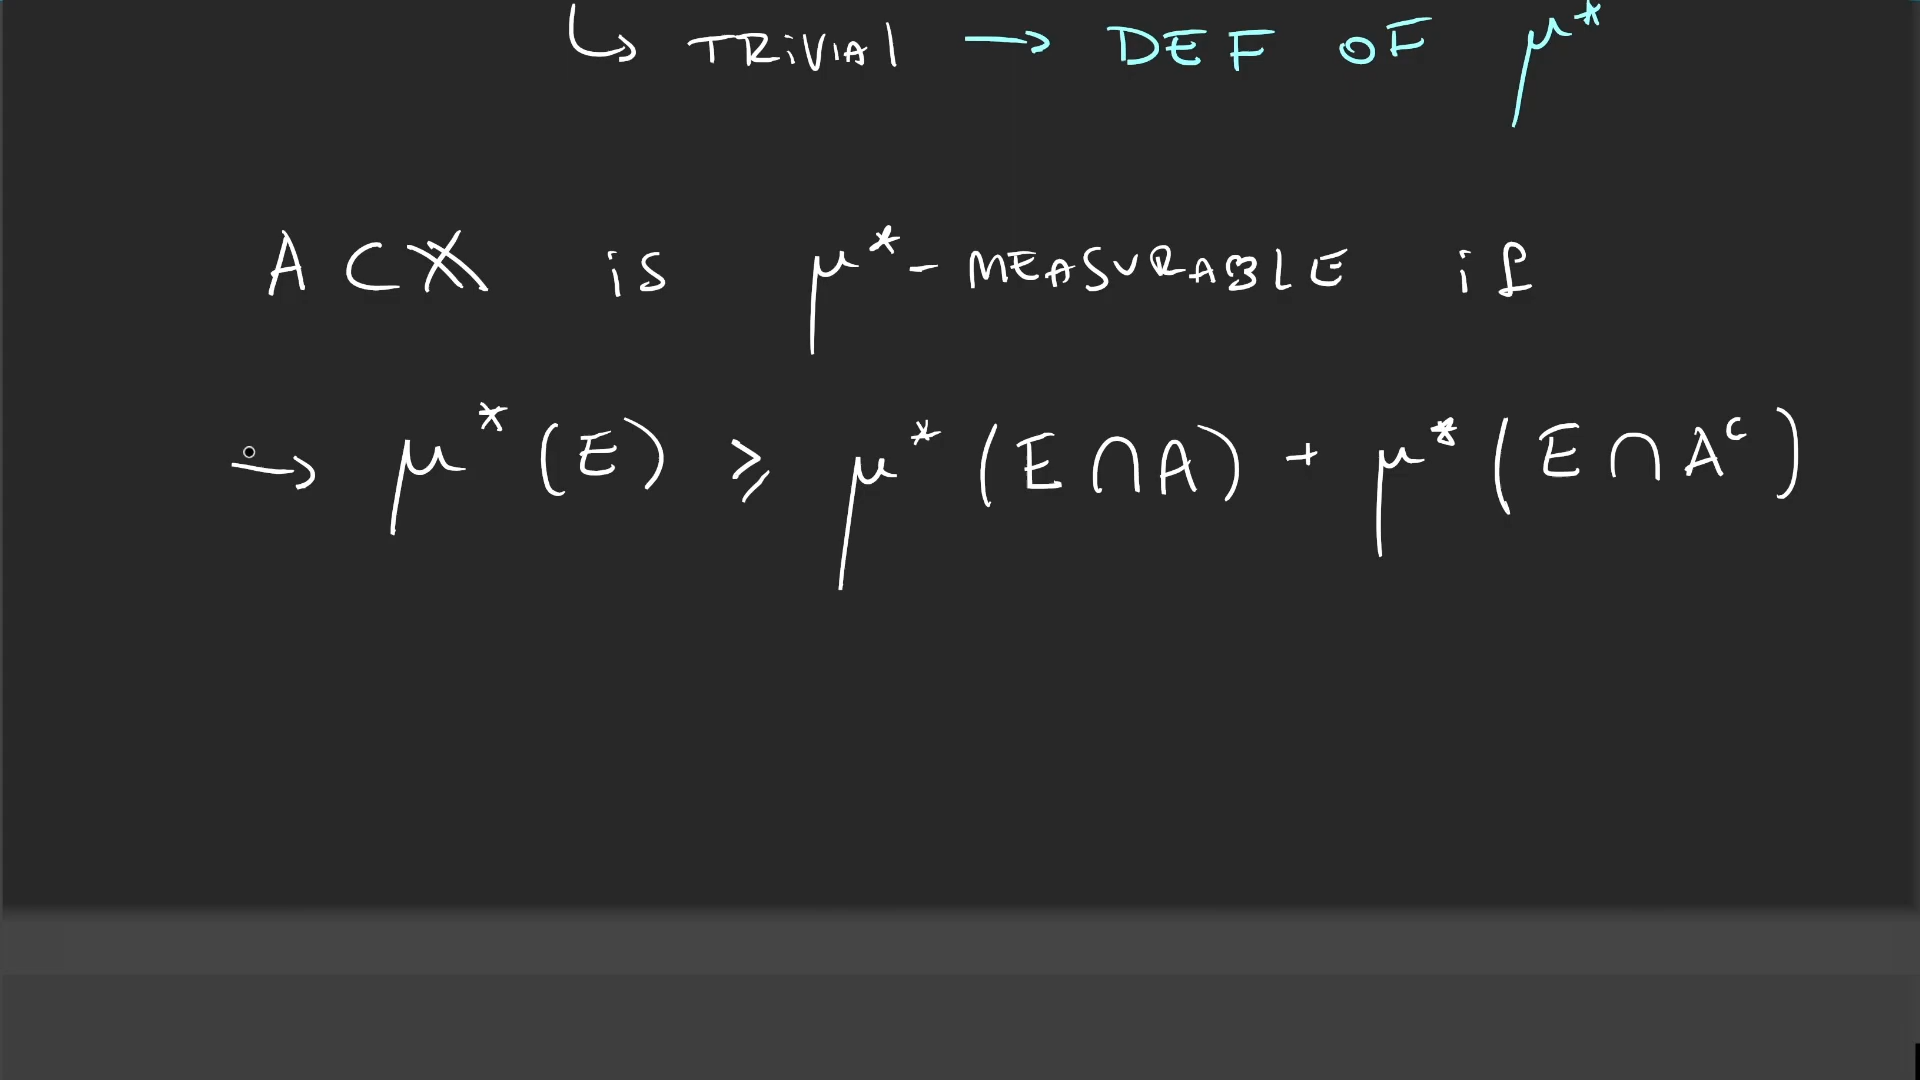 ↳ TRiVIAL → DEF OF μ*
A ⊂ X is μ*-MEASURABLE if
→ μ*(E) ⩾ μ*(E∩A) + μ*(E∩Aᶜ)